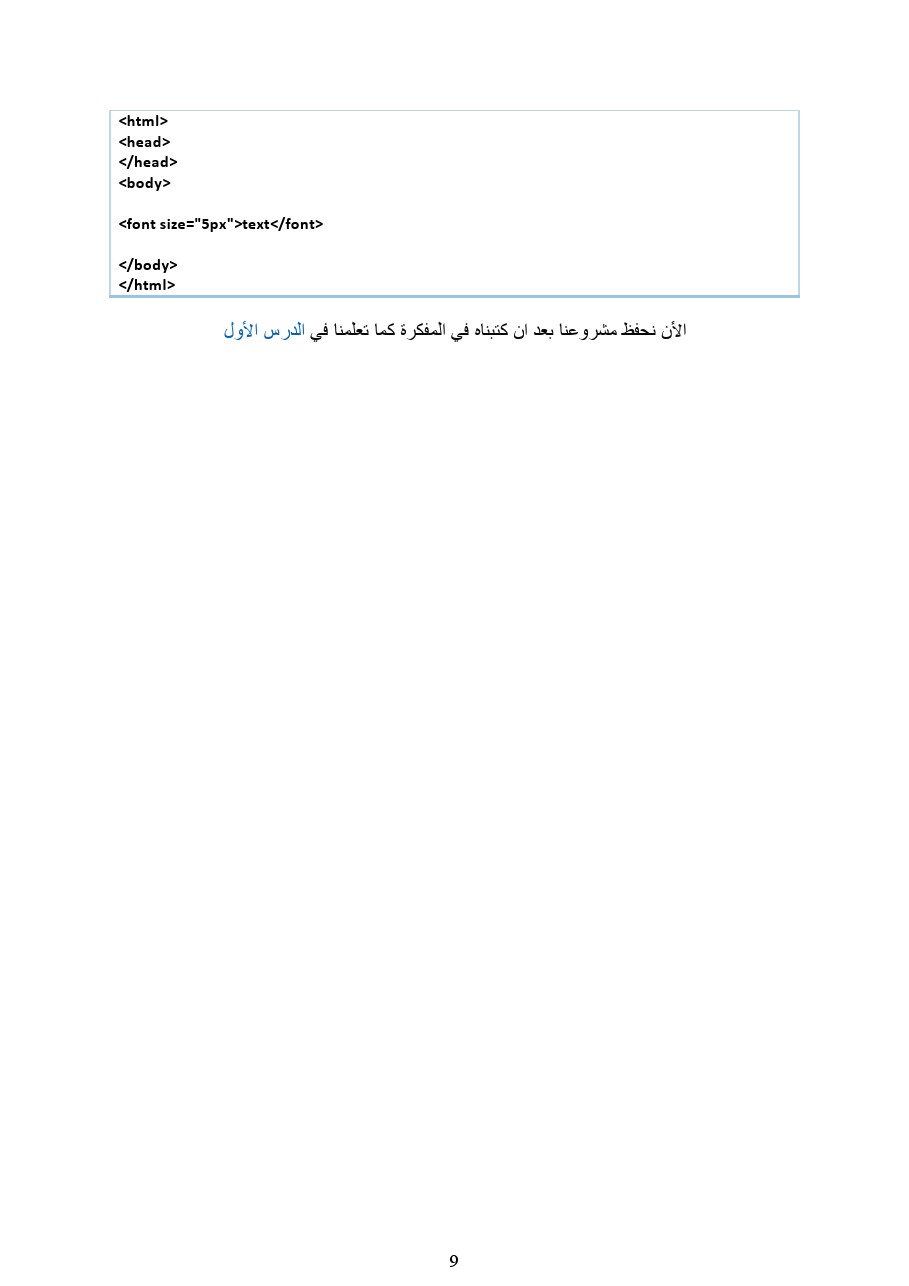 <html>
<head>
</head>
<body>
<font size="5px">text</font>
</body>
</html>
الأن نحفظ مشروعنا بعد ان كتبناه في المفكرة كما تعلمنا في الدرس الأول
9